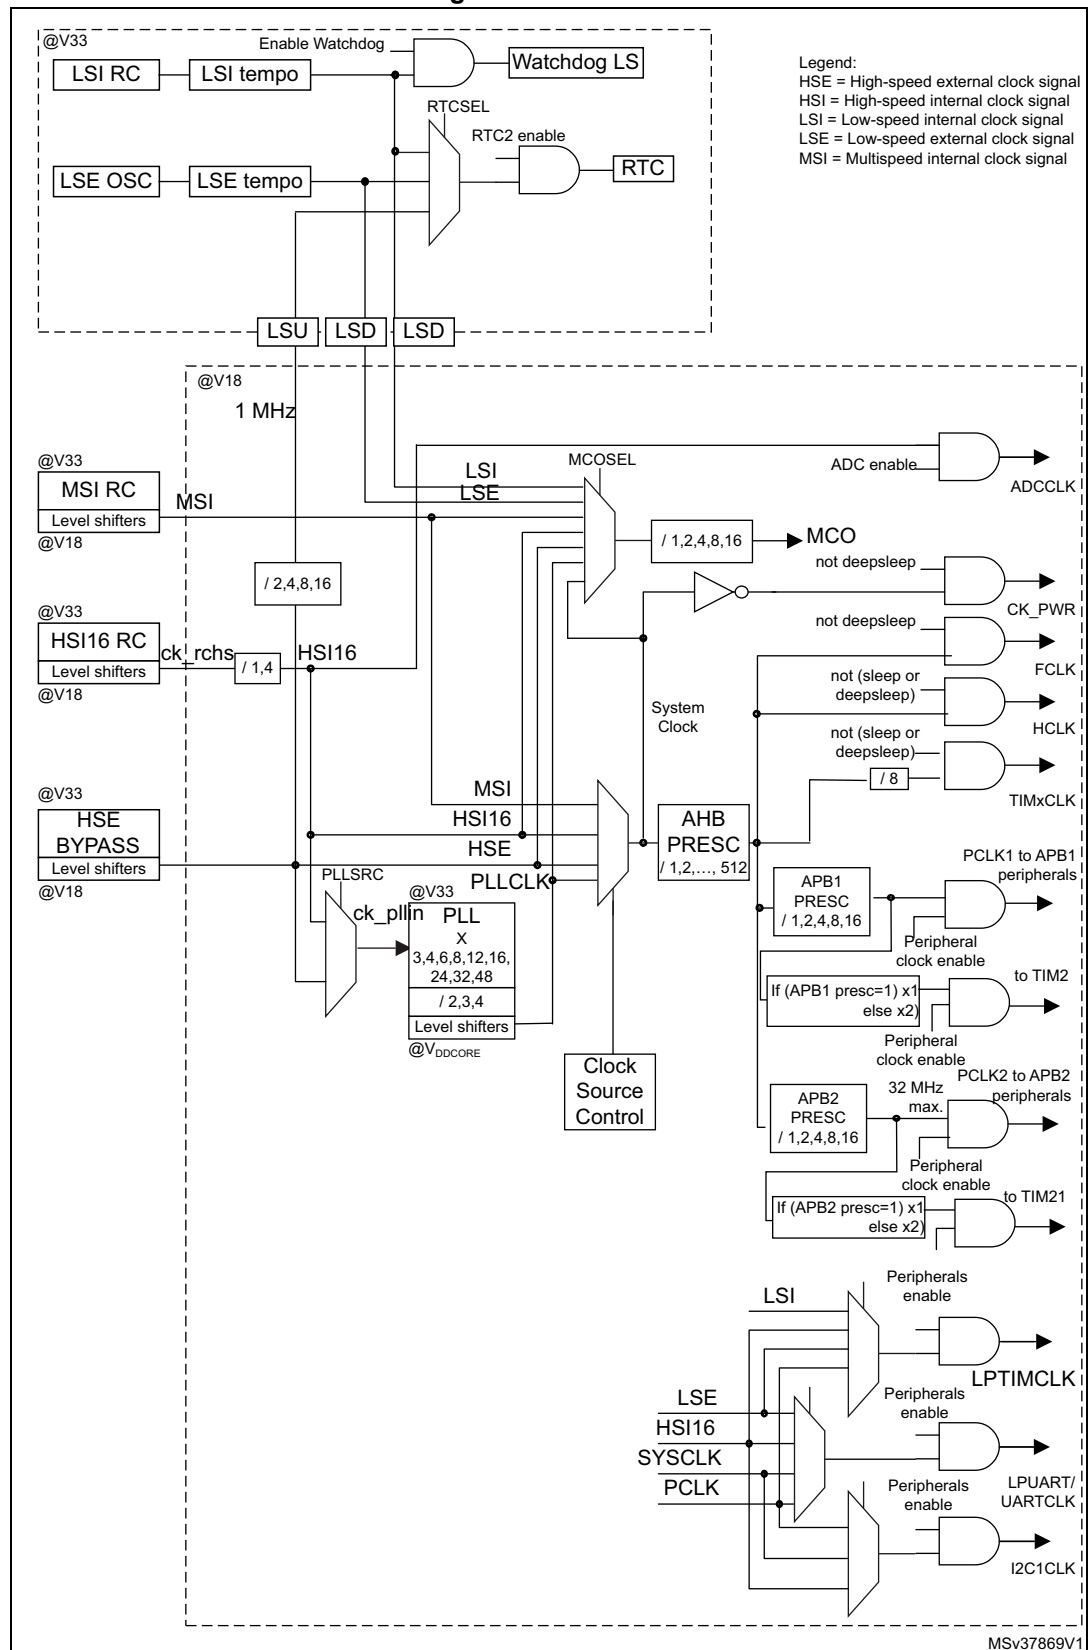 @V33
Enable Watchdog
LSI RC
LSI tempo
Watchdog LS
Legend:
HSE = High-speed external clock signal
HSI = High-speed internal clock signal
LSI = Low-speed internal clock signal
LSE = Low-speed external clock signal
MSI = Multispeed internal clock signal
RTCSEL
RTC2 enable
LSE OSC
LSE tempo
RTC
LSU
LSD
LSD
@V18
1 MHz
@V33
MSI RC
Level shifters
@V18
MSI
LSI
LSE
MCOSEL
ADC enable
ADCCLK
/ 1,2,4,8,16
MCO
/ 2,4,8,16
not deepsleep
CK_PWR
@V33
HSI16 RC
Level shifters
@V18
ck_rchs
/ 1,4
HSI16
not deepsleep
FCLK
System
Clock
not (sleep or
deepsleep)
HCLK
not (sleep or
deepsleep)
/ 8
TIMxCLK
@V33
HSE
BYPASS
Level shifters
@V18
MSI
HSI16
HSE
PLLCLK
AHB
PRESC
/ 1,2,…, 512
PLLSRC
ck_pllin
@V33
PLL
X
3,4,6,8,12,16,
24,32,48
/ 2,3,4
Level shifters
@VDDCORE
PCLK1 to APB1
peripherals
APB1
PRESC
/ 1,2,4,8,16
Peripheral
clock enable
If (APB1 presc=1) x1
else x2)
to TIM2
Peripheral
clock enable
Clock
Source
Control
PCLK2 to APB2
peripherals
32 MHz
max.
APB2
PRESC
/ 1,2,4,8,16
Peripheral
clock enable
If (APB2 presc=1) x1
else x2)
to TIM21
Peripherals
enable
LSI
LPTIMCLK
LSE
HSI16
SYSCLK
PCLK
Peripherals
enable
LPUART/
UARTCLK
Peripherals
enable
I2C1CLK
MSv37869V1